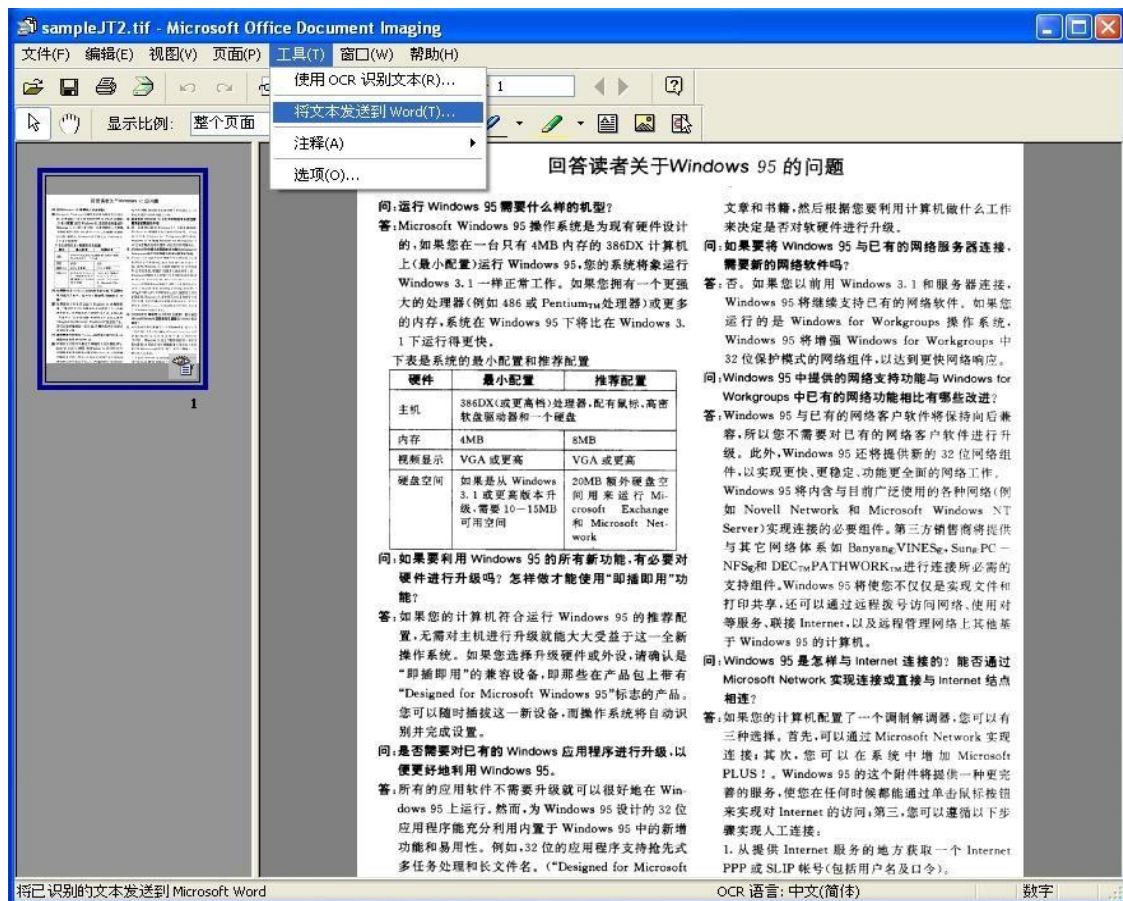 sampleJT2.tif - Microsoft Office Document Imaging
文件(F) 编辑(E) 视图(V) 页面(P) 工具(T) 窗口(W) 帮助(H)
使用 OCR 识别文本(R)...
将文本发送到 Word(T)...
注释(A)
选项(O)...
1
显示比例: 整个页面
1
回答读者关于Windows 95 的问题
问:运行 Windows 95 需要什么样的机型?
答:Microsoft Windows 95 操作系统是为现有硬件设计
的,如果您在一台只有 4MB 内存的 386DX 计算机
上(最小配置)运行 Windows 95,您的系统将象运行
Windows 3.1 一样正常工作。如果您拥有一个更强
大的处理器(例如 486 或 PentiumTM处理器)或更多
的内存,系统在 Windows 95 下将比在 Windows 3.
1 下运行得更快。
下表是系统的最小配置和推荐配置
硬件 最小配置 推荐配置
主机 386DX(或更高档)处理器,配有鼠标,高密
软盘驱动器和一个硬盘
内存 4MB 8MB
视频显示 VGA 或更高 VGA 或更高
硬盘空间 如果是从 Windows 20MB 额外硬盘空
3.1 或更高版本升 间用来运行 Mi-
级,需要 10-15MB crosoft Exchange
可用空间 和 Microsoft Net-
work
问:如果要利用 Windows 95 的所有新功能,有必要对
硬件进行升级吗? 怎样做才能使用“即插即用”功
能?
答:如果您的计算机符合运行 Windows 95 的推荐配
置,无需对主机进行升级就能大大受益于这一全新
操作系统。如果您选择升级硬件或外设,请确认是
“即插即用”的兼容设备,即那些在产品包上带有
“Designed for Microsoft Windows 95”标志的产品。
您可以随时插拔这一新设备,而操作系统将自动识
别并完成设置。
问:是否需要对已有的 Windows 应用程序进行升级,以
便更好地利用 Windows 95。
答:所有的应用软件不需要升级就可以很好地在 Win-
dows 95 上运行。然而,为 Windows 95 设计的 32 位
应用程序能充分利用内置于 Windows 95 中的新增
功能和易用性。例如,32 位的应用程序支持抢先式
多任务处理和长文件名。(“Designed for Microsoft
文章和书籍,然后根据您要利用计算机做什么工作
来决定是否对软硬件进行升级。
问:如果要将 Windows 95 与已有的网络服务器连接,
需要新的网络软件吗?
答:否。如果您以前用 Windows 3.1 和服务器连接,
Windows 95 将继续支持已有的网络软件。如果您
运行的是 Windows for Workgroups 操作系统,
Windows 95 将增强 Windows for Workgroups 中
32 位保护模式的网络组件,以达到更快网络响应。
问:Windows 95 中提供的网络支持功能与 Windows for
Workgroups 中已有的网络功能相比有哪些改进?
答:Windows 95 与已有的网络客户软件将保持向后兼
容,所以您不需要对已有的网络客户软件进行升
级。此外,Windows 95 还将提供新的 32 位网络组
件,以实现更快、更稳定、功能更全面的网络工作。
Windows 95 将内含与目前广泛使用的各种网络(例
如 Novell Network 和 Microsoft Windows NT
Server)实现连接的必要组件。第三方销售商将提供
与其它网络体系如 Banyang VINESg, Sung PC-
NFSg和 DECTMPATHWORKTM进行连接所必需的
支持组件。Windows 95 将使您不仅仅是实现文件和
打印共享,还可以通过远程拨号访问网络、使用对
等服务、联接 Internet,以及远程管理网络上其他基
于 Windows 95 的计算机。
问:Windows 95 是怎样与 Internet 连接的? 能否通过
Microsoft Network 实现连接或直接与 Internet 结点
相连?
答:如果您的计算机配置了一个调制解调器,您可以有
三种选择。首先,可以通过 Microsoft Network 实现
连接;其次,您可以在系统中增加 Microsoft
PLUS!。Windows 95 的这个附件将提供一种更完
善的服务,使您在任何时候都能通过单击鼠标按钮
来实现对 Internet 的访问;第三,您可以遵循以下步
骤实现人工连接:
1. 从提供 Internet 服务的地方获取一个 Internet
PPP 或 SLIP 帐号(包括用户名及口令)。
将已识别的文本发送到 Microsoft Word OCR 语言: 中文(简体) 数字